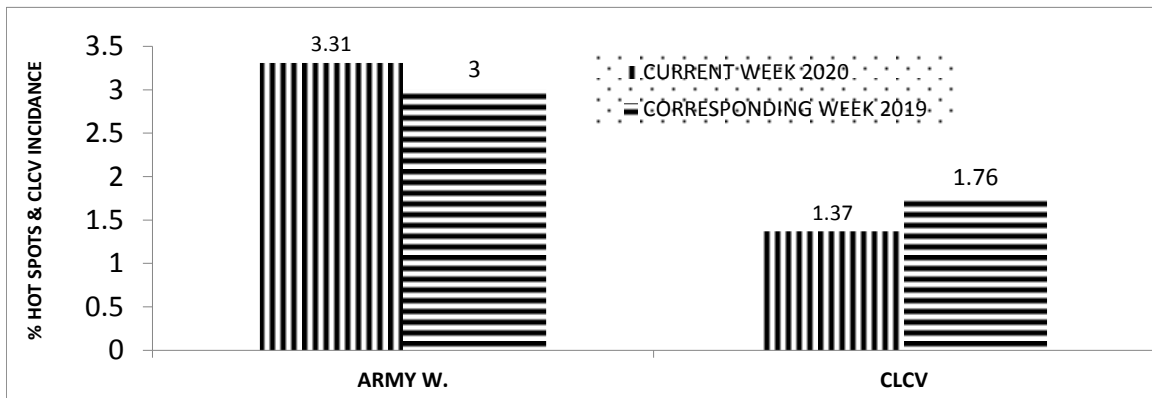 % HOT SPOTS & CLCV INCIDANCE
3.5
3
2.5
2
1.5
1
0.5
0
3.31
3
1.37
1.76
CURRENT WEEK 2020
CORRESPONDING WEEK 2019
ARMY W.
CLCV